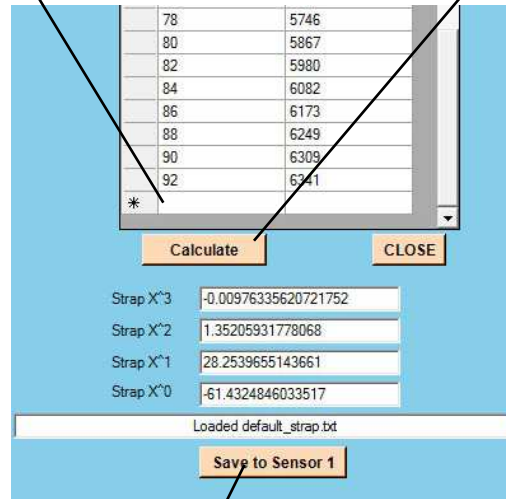 78 5746
80 5867
82 5980
84 6082
86 6173
88 6249
90 6309
92 6341
*
Calculate CLOSE
Strap X^3 -0.00976335620721752
Strap X^2 1.35205931778068
Strap X^1 28.2539655143661
Strap X^0 -61.4324846033517
Loaded default_strap.txt
Save to Sensor 1